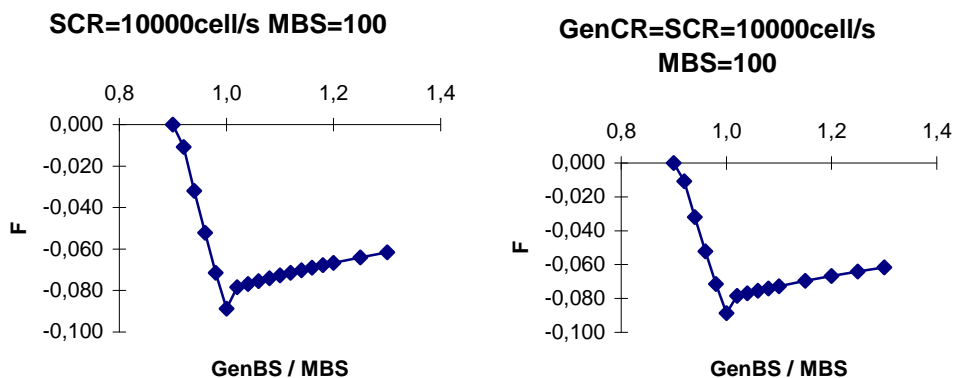 SCR=10000cell/s MBS=100
0,8 1,0 1,2 1,4
0,000
-0,020
-0,040
-0,060
-0,080
-0,100
F
GenBS / MBS
GenCR=SCR=10000cell/s
MBS=100
0,8 1,0 1,2 1,4
0,000
-0,020
-0,040
-0,060
-0,080
-0,100
F
GenBS / MBS